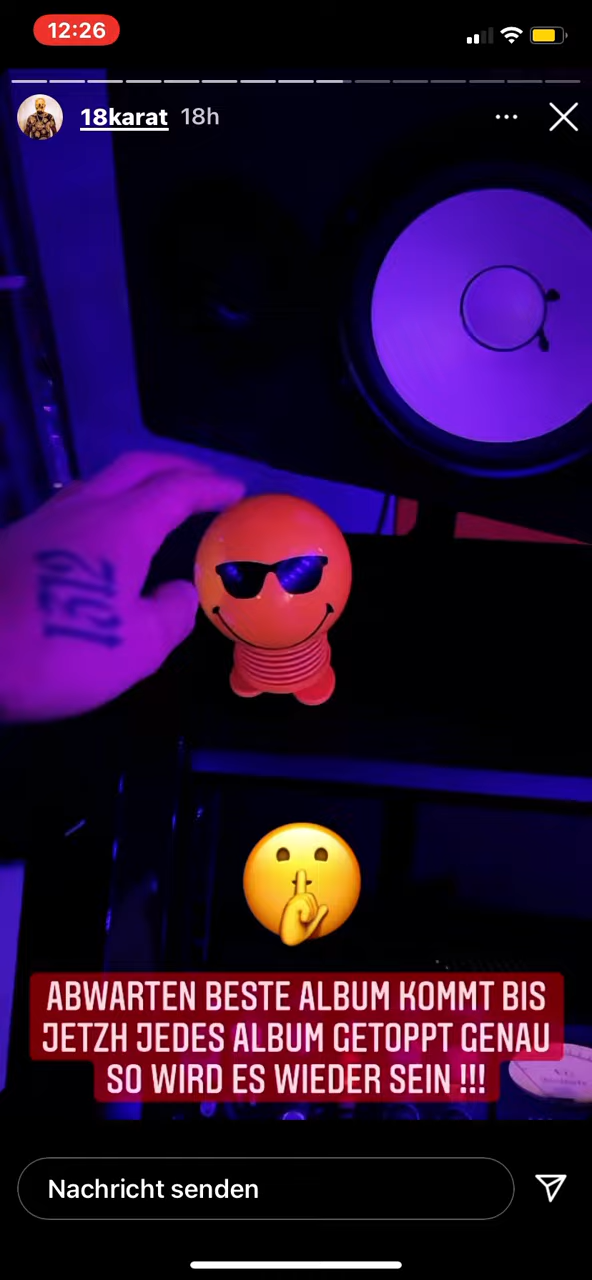 12:26
18karat 18h
1312
ABWARTEN BESTE ALBUM KOMMT BIS
JETZH JEDES ALBUM GETOPPT GENAU
SO WIRD ES WIEDER SEIN !!!
Nachricht senden